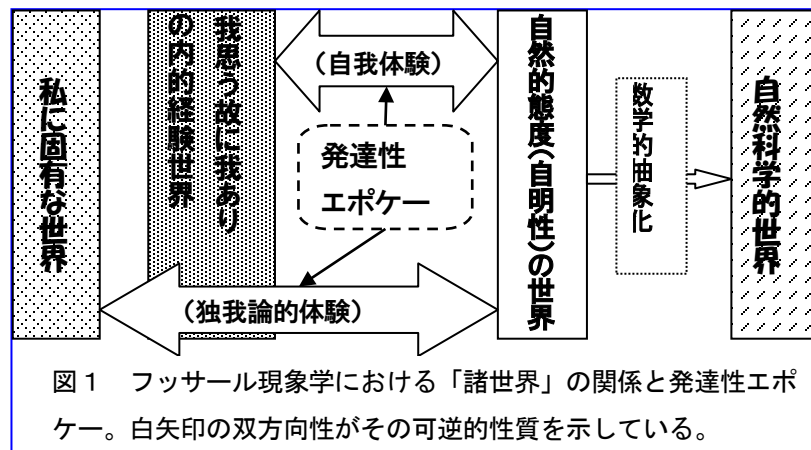 私に固有な世界
我思う故に我あり
の内的経験世界
（自我体験）
発達性
エポケー
（独我論的体験）
自然的態度（自明性）の世界
数学的抽象化
自然科学的世界
図１　フッサール現象学における「諸世界」の関係と発達性エポ
ケー。白矢印の双方向性がその可逆的性質を示している。